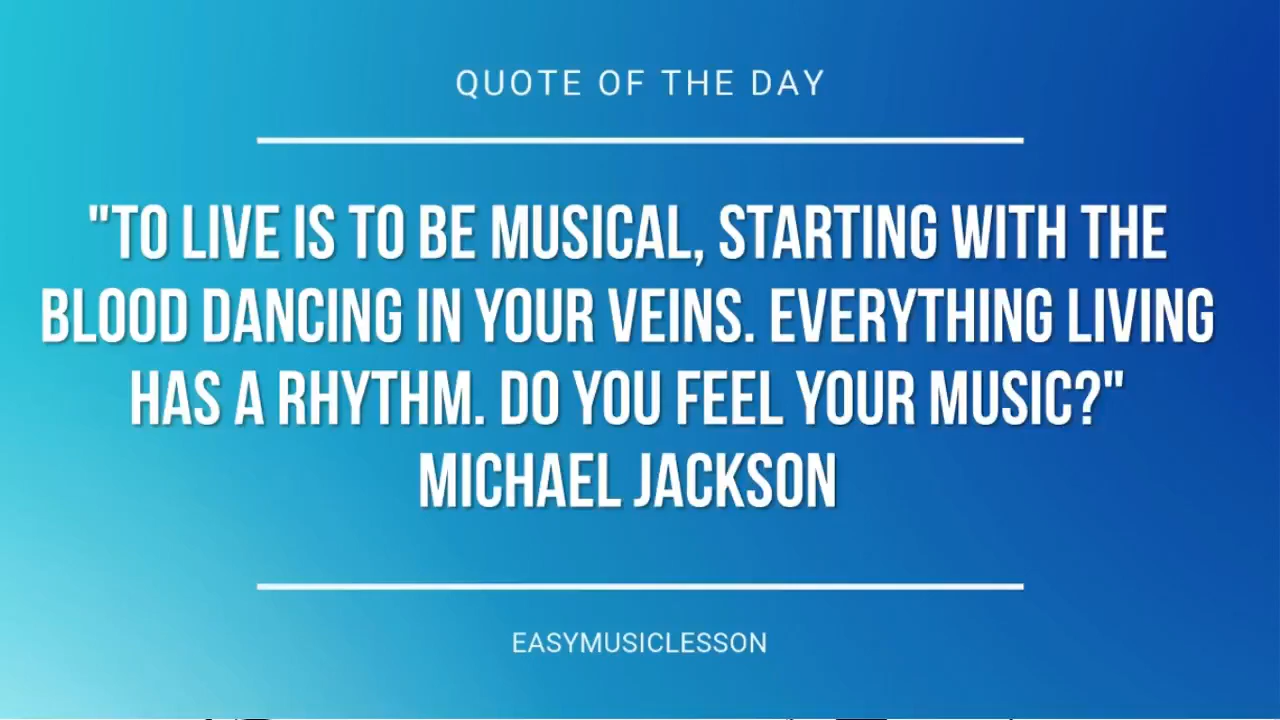 QUOTE OF THE DAY
"TO LIVE IS TO BE MUSICAL, STARTING WITH THE
BLOOD DANCING IN YOUR VEINS. EVERYTHING LIVING
HAS A RHYTHM. DO YOU FEEL YOUR MUSIC?"
MICHAEL JACKSON
EASYMUSICLESSON